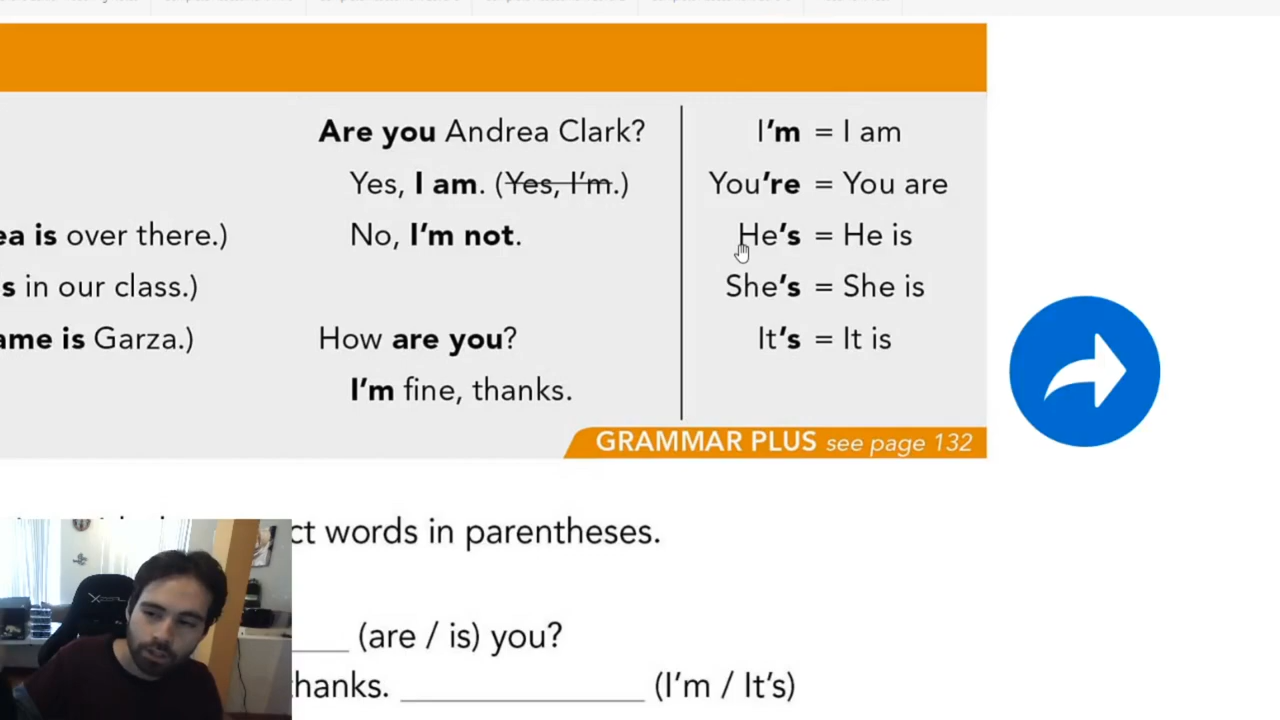 Are you Andrea Clark?
I'm = I am
Yes, I am. (Yes, I'm.)
You're = You are
ea is over there.)
No, I'm not.
He's = He is
s in our class.)
She's = She is
ame is Garza.)
How are you?
It's = It is
I'm fine, thanks.
GRAMMAR PLUS see page 132
ct words in parentheses.
(are / is) you?
hanks. (I'm / It's)